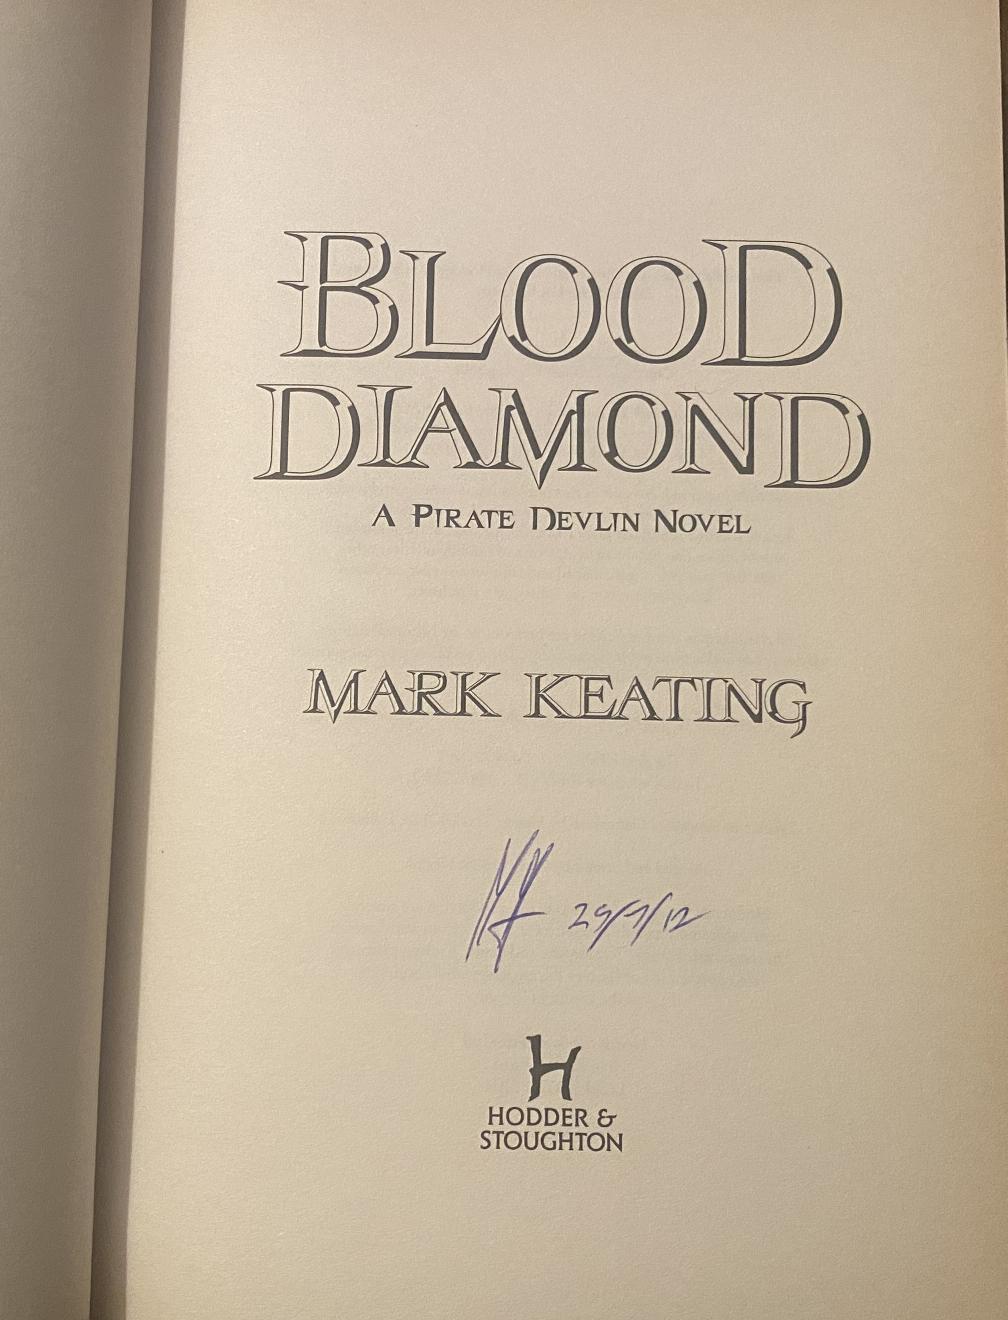 BLOOD
DIAMOND
A PIRATE DEVLIN NOVEL
MARK KEATING
29/7/12
H
HODDER &
STOUGHTON